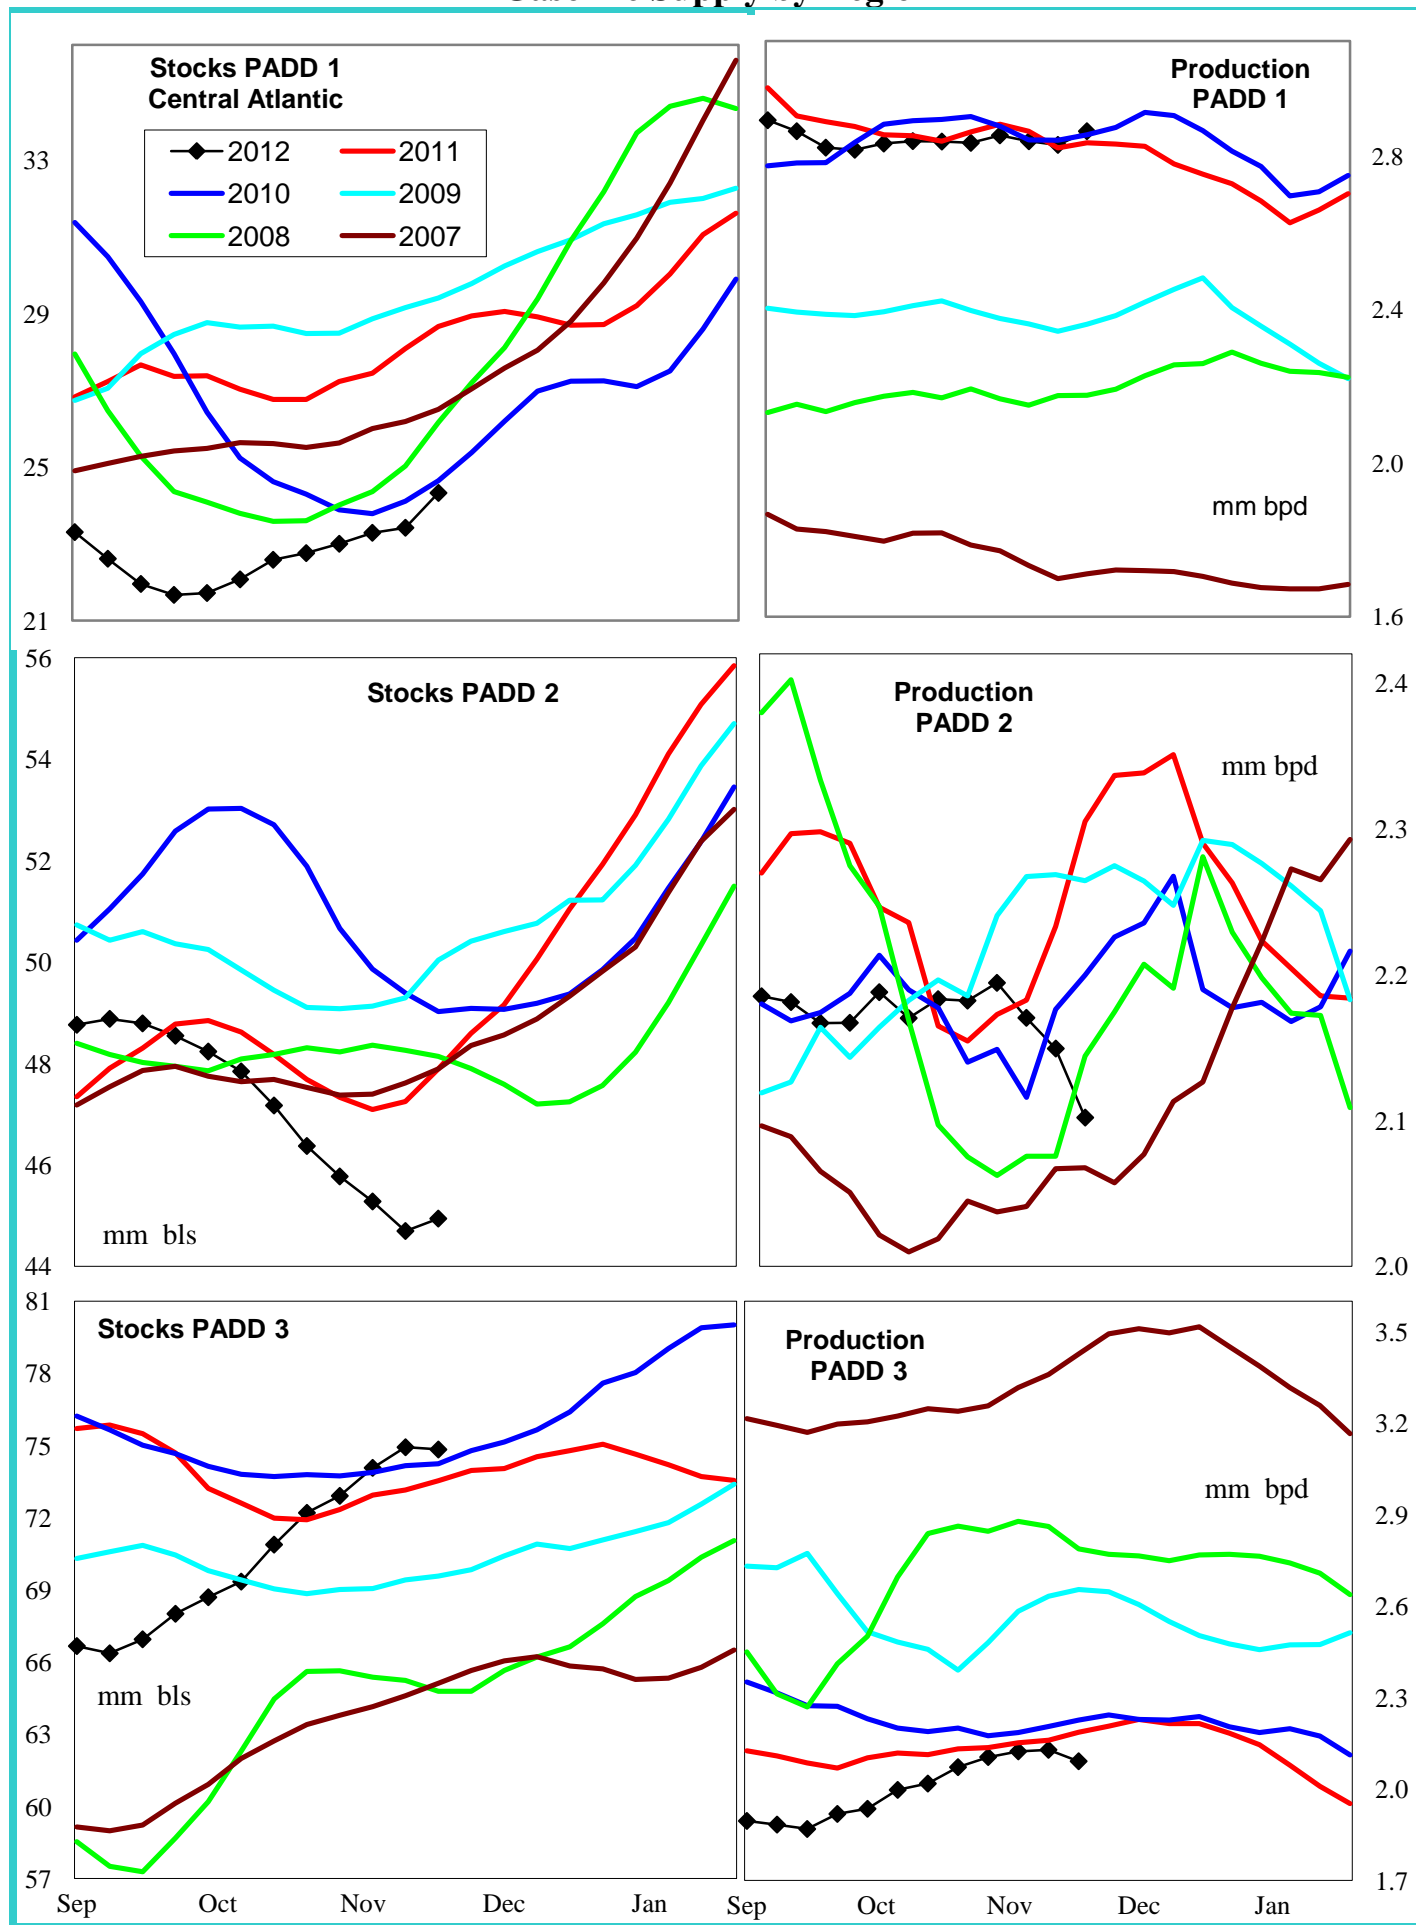 Stocks PADD 1
Central Atlantic
2012 2011
2010 2009
2008 2007
33
29
25
21
Production
PADD 1
mm bpd
2.8
2.4
2.0
1.6
Stocks PADD 2
mm bls
56
54
52
50
48
46
44
Production
PADD 2
mm bpd
2.4
2.3
2.2
2.1
2.0
Stocks PADD 3
mm bls
81
78
75
72
69
66
63
60
57
Sep Oct Nov Dec Jan
Production
PADD 3
mm bpd
3.5
3.2
2.9
2.6
2.3
2.0
1.7
Sep Oct Nov Dec Jan